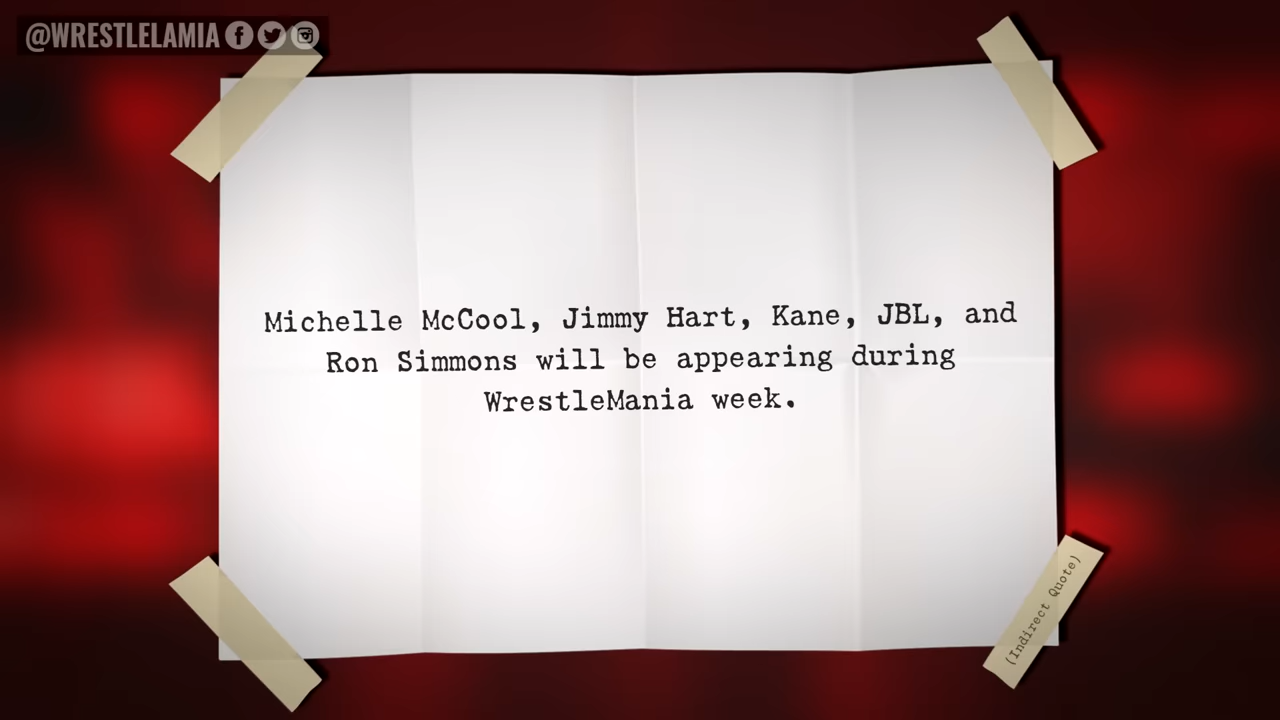 @WRESTLELAMIA
Michelle McCool, Jimmy Hart, Kane, JBL, and
Ron Simmons will be appearing during
WrestleMania week.
(Indirect Quote)